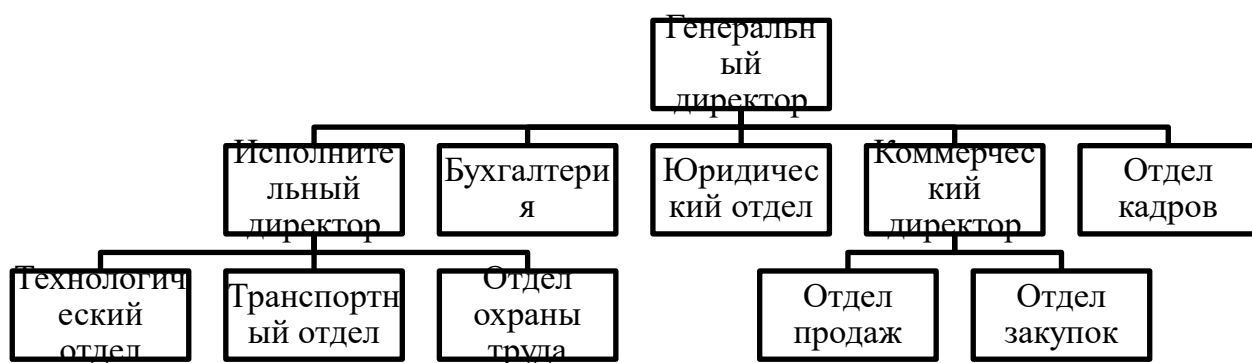 Генеральн
ый
директор
Исполните
льный
директор
Бухгалтери
я
Юридичес
кий отдел
Коммерчес
кий
директор
Отдел
кадров
Технологич
еский
отдел
Транспортн
ый отдел
Отдел
охраны
труда
Отдел
продаж
Отдел
закупок